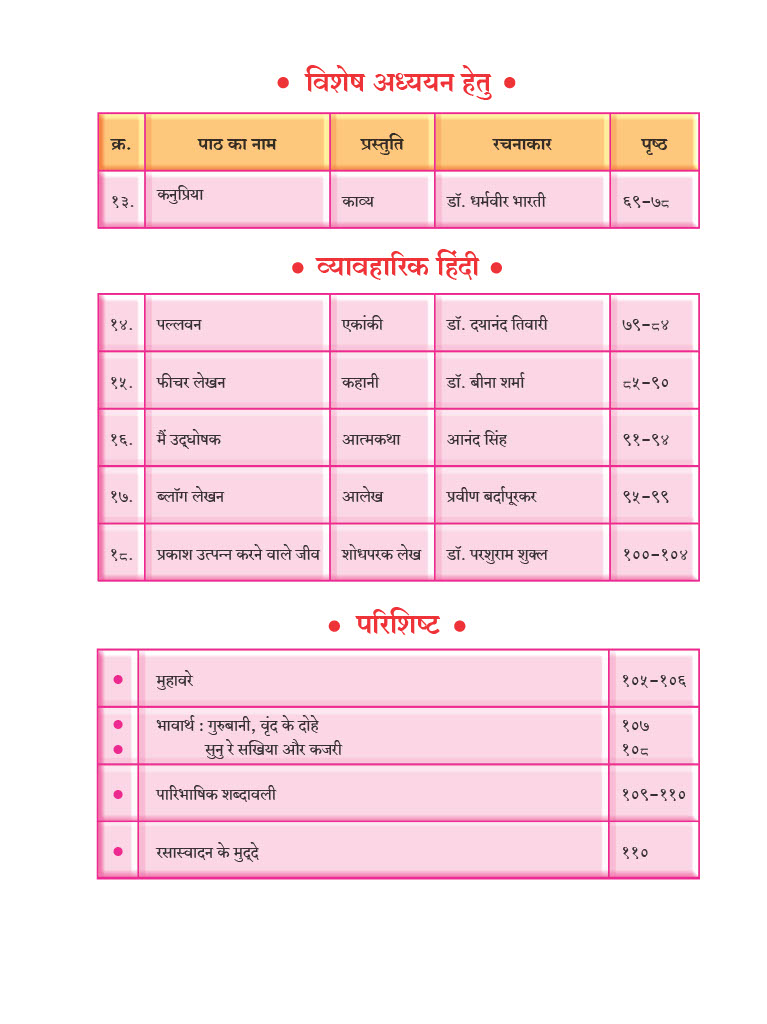 • विशेष अध्ययन हेतु •
क्र. पाठ का नाम प्रस्तुति रचनाकार पृष्ठ
१३. कनुप्रिया काव्य डॉ. धर्मवीर भारती ६९-७८
• व्यावहारिक हिंदी •
१४. पल्लवन एकांकी डॉ. दयानंद तिवारी ७९-८४
१५. फीचर लेखन कहानी डॉ. बीना शर्मा ८५-९०
१६. मैं उद्घोषक आत्मकथा आनंद सिंह ९१-९४
१७. ब्लॉग लेखन आलेख प्रवीण बर्दापूरकर ९५-९९
१८. प्रकाश उत्पन्न करने वाले जीव शोधपरक लेख डॉ. परशुराम शुक्ल १००-१०४
• परिशिष्ट •
• मुहावरे १०५-१०६
• भावार्थ : गुरुबानी, वृंद के दोहे १०७
• सुनु रे सखिया और कजरी १०८
• पारिभाषिक शब्दावली १०९-११०
• रसास्वादन के मुद्दे ११०